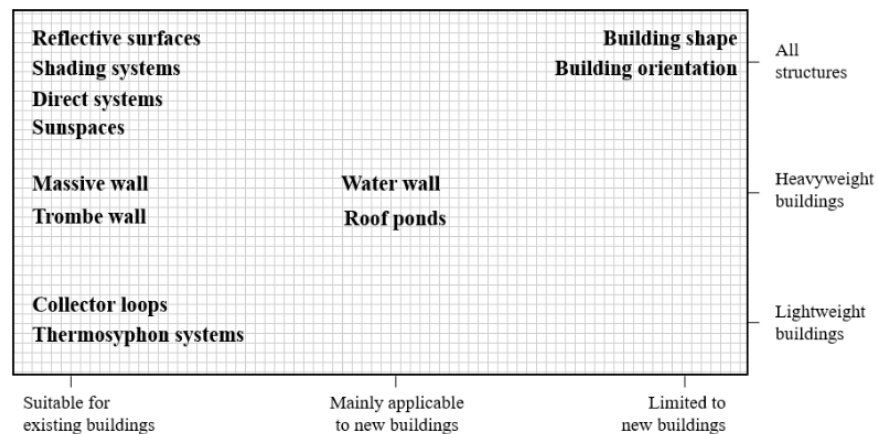 Reflective surfaces
Building shape
All
structures
Shading systems
Building orientation
Direct systems
Sunspaces
Massive wall
Water wall
Heavyweight
buildings
Trombe wall
Roof ponds
Collector loops
Lightweight
buildings
Thermosyphon systems
Suitable for
existing buildings
Mainly applicable
to new buildings
Limited to
new buildings